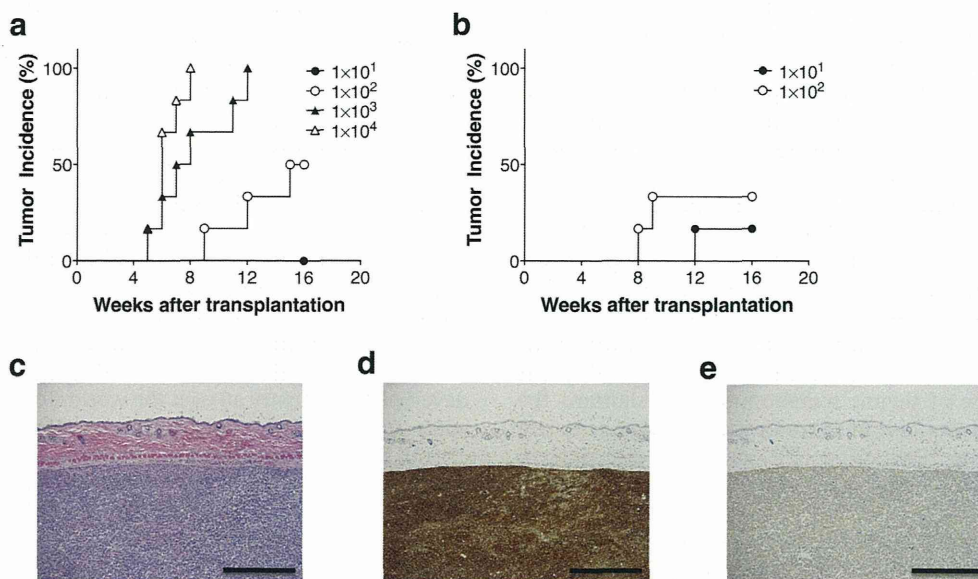 a
Tumor Incidence (%)
100
50
0
0 4 8 12 16 20
Weeks after transplantation
1×10¹
1×10²
1×10³
1×10⁴
b
Tumor Incidence (%)
100
50
0
0 4 8 12 16 20
Weeks after transplantation
1×10¹
1×10²
c
d
e